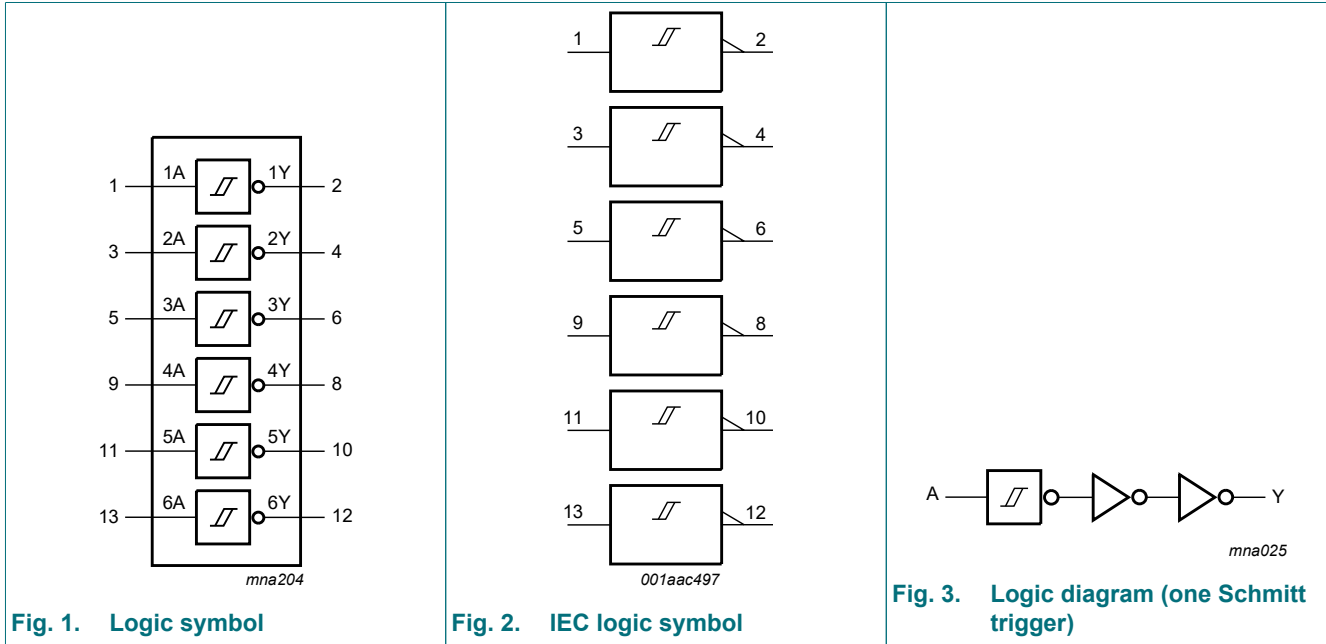 1 1A 1Y 2
3 2A 2Y 4
5 3A 3Y 6
9 4A 4Y 8
11 5A 5Y 10
13 6A 6Y 12
mna204
Fig. 1. Logic symbol
1 2
3 4
5 6
9 8
11 10
13 12
001aac497
Fig. 2. IEC logic symbol
A Y
mna025
Fig. 3. Logic diagram (one Schmitt
trigger)